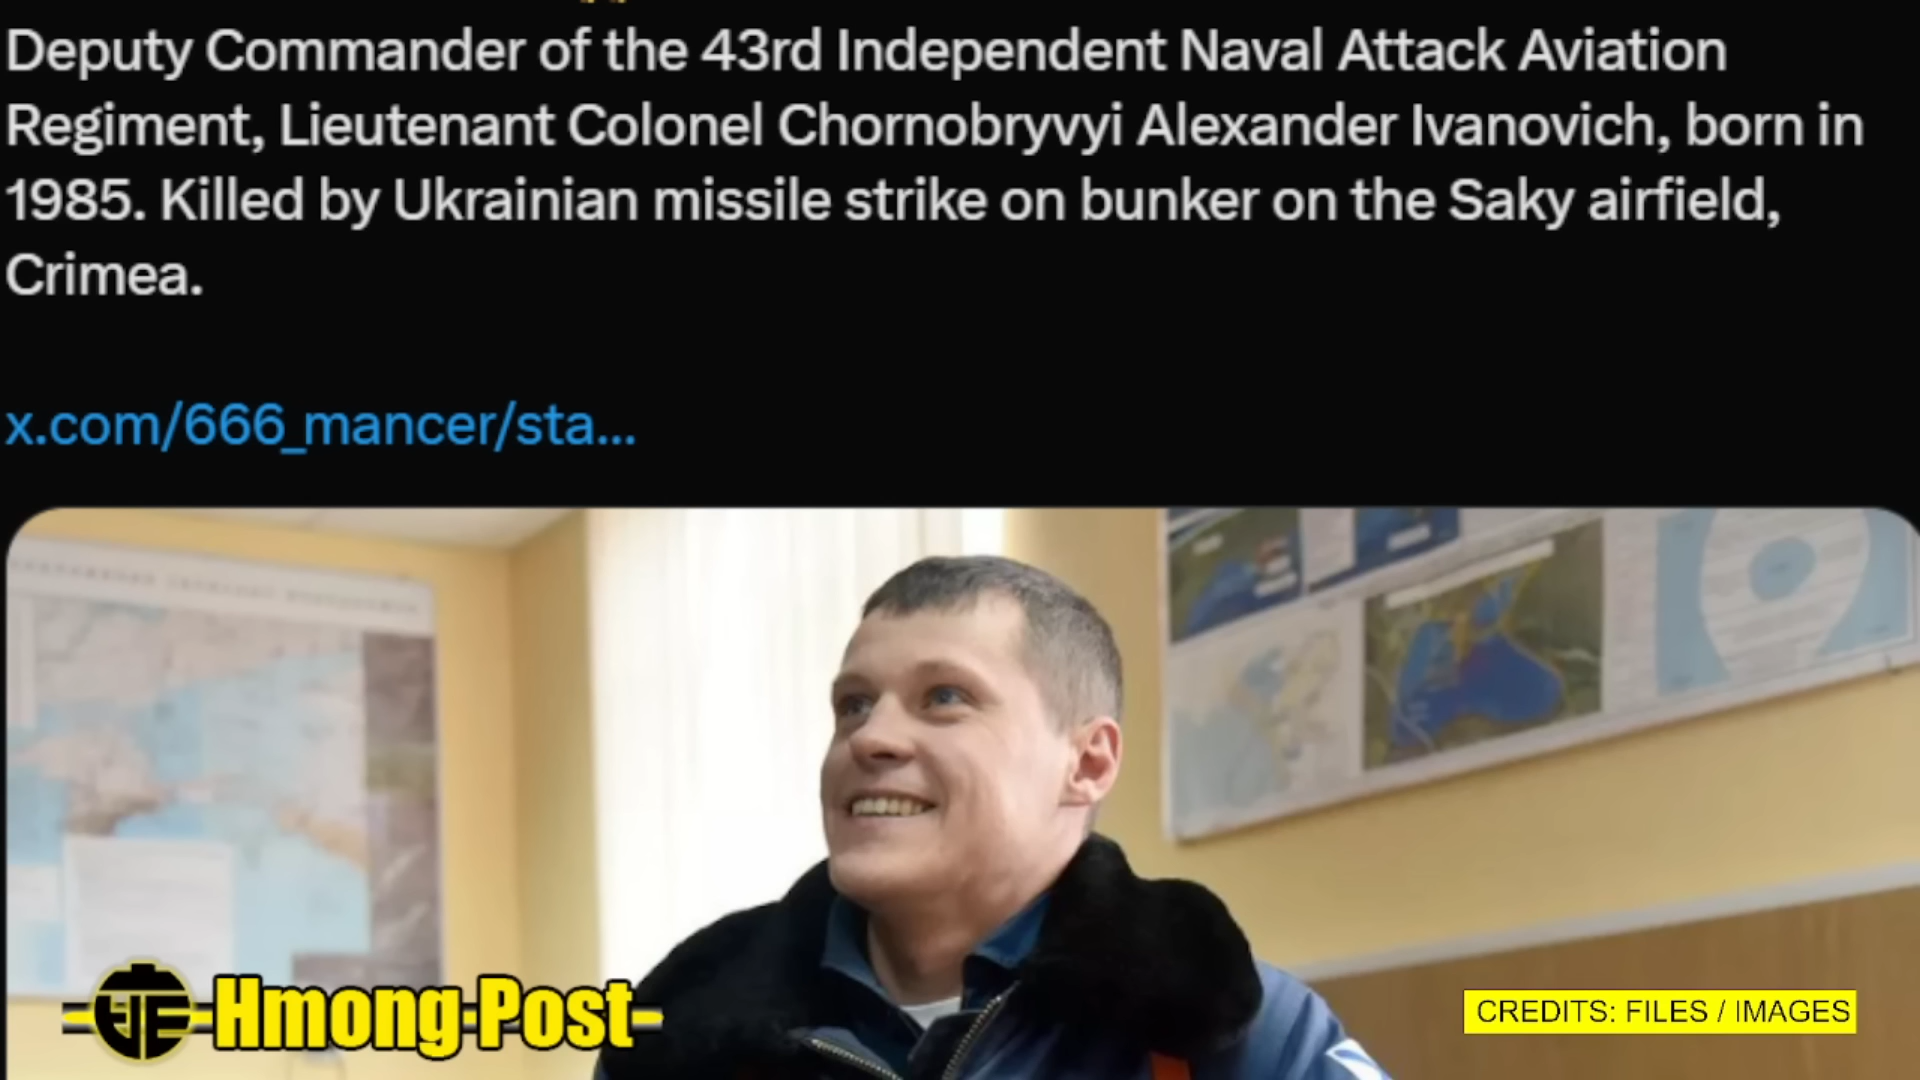 Deputy Commander of the 43rd Independent Naval Attack Aviation
Regiment, Lieutenant Colonel Chornobryvyi Alexander Ivanovich, born in
1985. Killed by Ukrainian missile strike on bunker on the Saky airfield,
Crimea.
x.com/666_mancer/sta...
Hmong Post
CREDITS: FILES / IMAGES